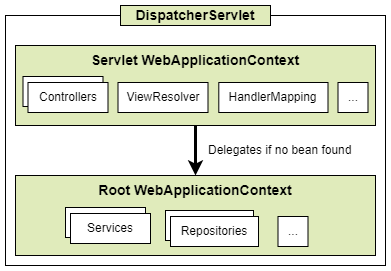 DispatcherServlet
Servlet WebApplicationContext
Controllers
ViewResolver
HandlerMapping
...
Delegates if no bean found
Root WebApplicationContext
Services
Repositories
...